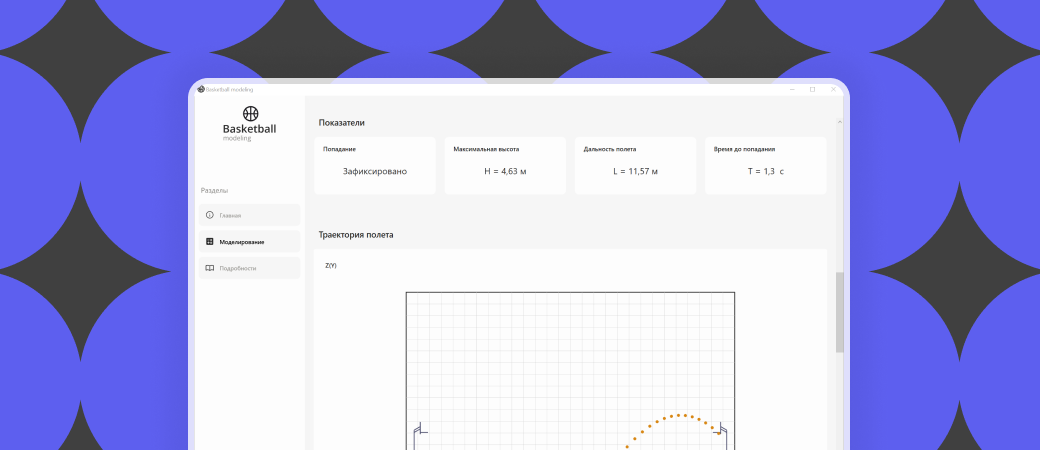 Basketball modeling
Basketball
modeling
Разделы
Главная
Моделирование
Подробности
Показатели
Попадание
Зафиксировано
Максимальная высота
H = 4,63 м
Дальность полета
L = 11,57 м
Время до попадания
T = 1,3 с
Траектория полета
Z(Y)